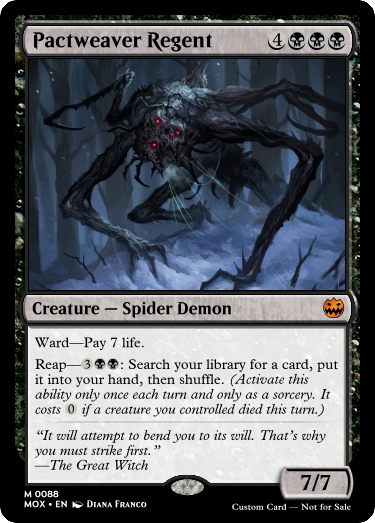 Pactweaver Regent 4
Creature — Spider Demon
Ward—Pay 7 life.
Reap—3: Search your library for a card, put
it into your hand, then shuffle. (Activate this
ability only once each turn and only as a sorcery. It
costs 0 if a creature you controlled died this turn.)
“It will attempt to bend you to its will. That’s why
you must strike first.”
—The Great Witch
7/7
M 0088
MOX • EN Diana Franco
Custom Card — Not for Sale